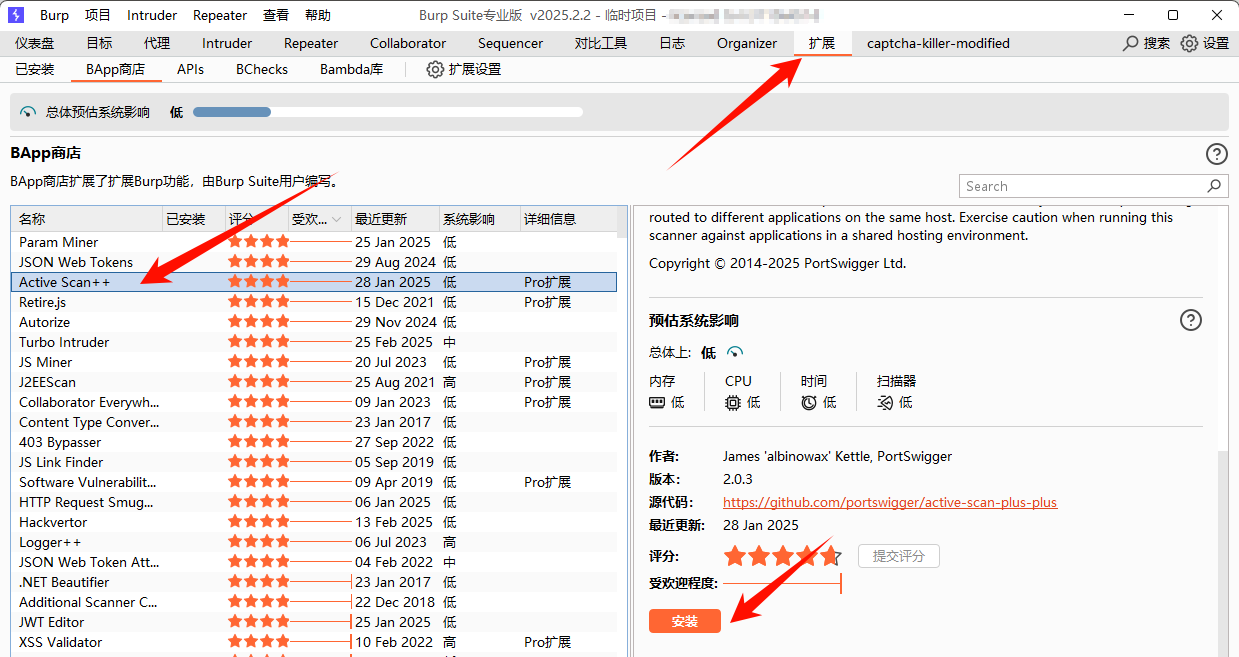 Burp 项目 Intruder Repeater 查看 帮助 Burp Suite专业版 v2025.2.2 - 临时项目 -
仪表盘 目标 代理 Intruder Repeater Collaborator Sequencer 对比工具 日志 Organizer 扩展 captcha-killer-modified 搜索 设置
已安装 BApp商店 APIs BChecks Bambda库 扩展设置
总体预估系统影响 低
BApp商店
BApp商店扩展了扩展Burp功能，由Burp Suite用户编写。
Search
名称 已安装 评分 受欢... 最近更新 系统影响 详细信息
Param Miner 25 Jan 2025 低
JSON Web Tokens 29 Aug 2024 低
Active Scan++ 28 Jan 2025 低 Pro扩展
Retire.js 15 Dec 2021 低 Pro扩展
Autorize 29 Nov 2024 低
Turbo Intruder 25 Feb 2025 中
JS Miner 20 Jul 2023 低 Pro扩展
J2EEScan 25 Aug 2021 高 Pro扩展
Collaborator Everywh... 09 Jan 2023 低 Pro扩展
Content Type Conver... 23 Jan 2017 低
403 Bypasser 27 Sep 2022 低
JS Link Finder 05 Sep 2019 低
Software Vulnerabilit... 09 Apr 2019 低 Pro扩展
HTTP Request Smug... 06 Jan 2025 低
Hackvertor 13 Feb 2025 低
Logger++ 06 Jul 2023 高
JSON Web Token Att... 04 Feb 2022 中
.NET Beautifier 23 Jan 2017 低
Additional Scanner C... 22 Dec 2018 低
JWT Editor 25 Jan 2025 低
XSS Validator 10 Feb 2022 高 Pro扩展
routed to different applications on the same host. Exercise caution when running this
scanner against applications in a shared hosting environment.
Copyright © 2014-2025 PortSwigger Ltd.
预估系统影响
总体上: 低
内存 CPU 时间 扫描器
低 低 低 低
作者: James 'albinowax' Kettle, PortSwigger
版本: 2.0.3
源代码: https://github.com/portswigger/active-scan-plus-plus
最近更新: 28 Jan 2025
评分: 提交评分
受欢迎程度:
安装